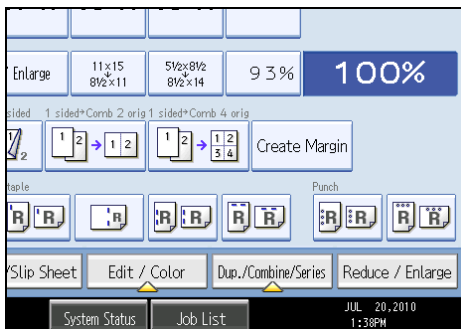 Enlarge
11×15
8½×11
5½×8½
8½×14
93%
100%
sided
1 sided→Comb 2 orig
1 sided→Comb 4 orig
2
1 2 → 1 2
1 2 → 1 2
3 4
Create Margin
taple
Punch
R R
R
R R
R R
R R
R R
/Slip Sheet
Edit / Color
Dup./Combine/Series
Reduce / Enlarge
System Status
Job List
JUL 20,2010
1:38PM